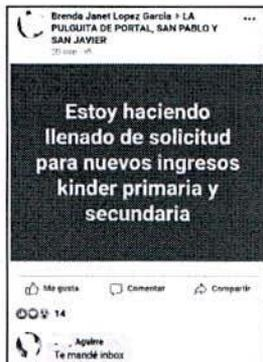 Brenda Janet Lopez Garcia ▸ LA
PULGUITA DE PORTAL, SAN PABLO Y
SAN JAVIER
Estoy haciendo
llenado de solicitud
para nuevos ingresos
kinder primaria y
secundaria
Me gusta Comentar Compartir
14
Aguirre
Te mandé inbox